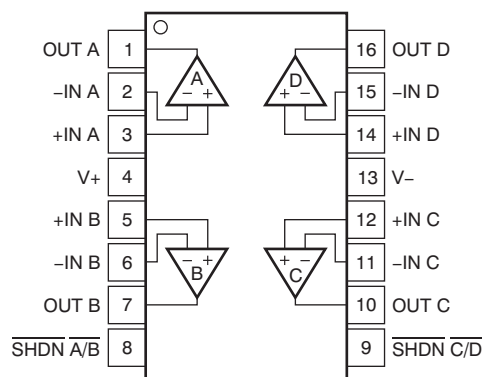 OUT A 1 16 OUT D
−IN A 2 A D 15 −IN D
− + + −
+IN A 3 14 +IN D
V+ 4 13 V−
+IN B 5 12 +IN C
− + + −
−IN B 6 B C 11 −IN C
OUT B 7 10 OUT C
SHDN A/B 8 9 SHDN C/D